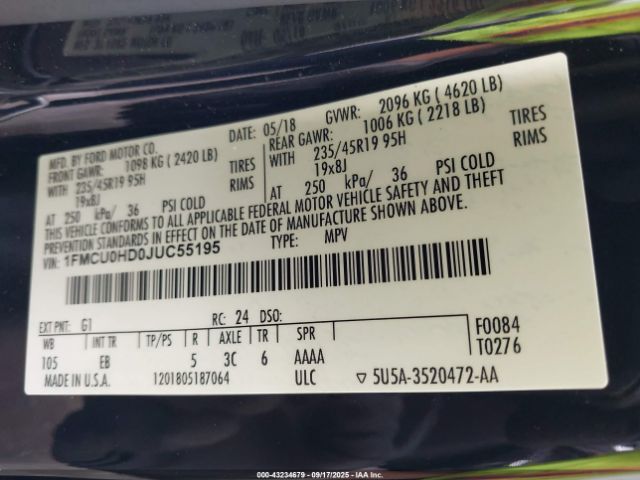 MFD. BY FORD MOTOR CO. DATE: 05/18 GVWR: 2096 KG ( 4620 LB)
FRONT GAWR: 1098 KG ( 2420 LB) REAR GAWR: 1006 KG ( 2218 LB)
WITH 235/45R19 95H TIRES WITH 235/45R19 95H TIRES
19x8J RIMS 19x8J RIMS
AT 250 kPa/ 36 PSI COLD AT 250 kPa/ 36 PSI COLD
THIS VEHICLE CONFORMS TO ALL APPLICABLE FEDERAL MOTOR VEHICLE SAFETY AND THEFT
PREVENTION STANDARDS IN EFFECT ON THE DATE OF MANUFACTURE SHOWN ABOVE.
1FMCU0HD0JUC55195 TYPE: MPV
EXT PNT: G1 RC: 24 DSO: F0084
WB INT TR TP/PS R AXLE TR SPR T0276
105 EB 5 3C 6 AAAA
MADE IN U.S.A. 1201805187064 ULC ▽ 5U5A-3520472-AA
000-43234679 - 09/17/2025 - IAAI.COM